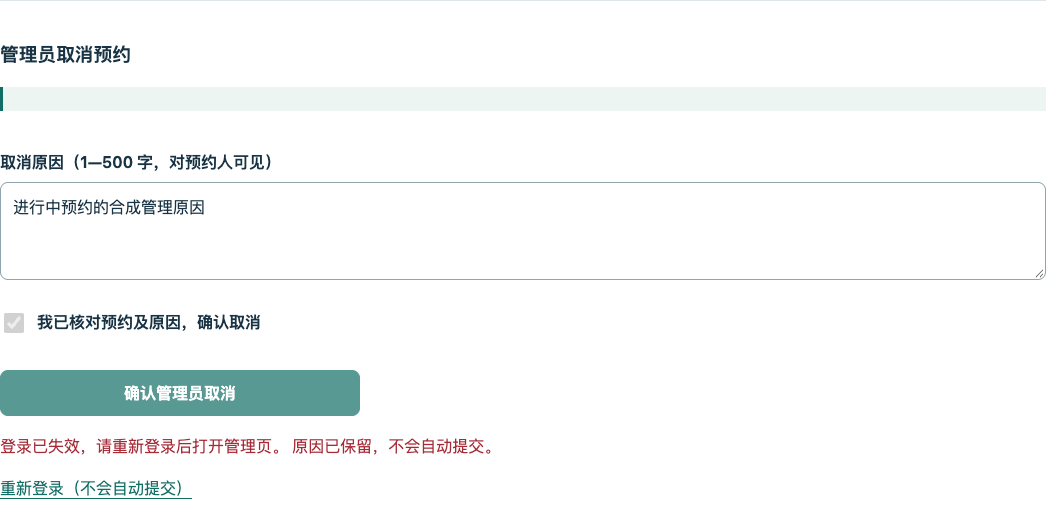 管理员取消预约
取消原因（1—500 字，对预约人可见）
进行中预约的合成管理原因
我已核对预约及原因，确认取消
确认管理员取消
登录已失效，请重新登录后打开管理页。 原因已保留，不会自动提交。
重新登录（不会自动提交）